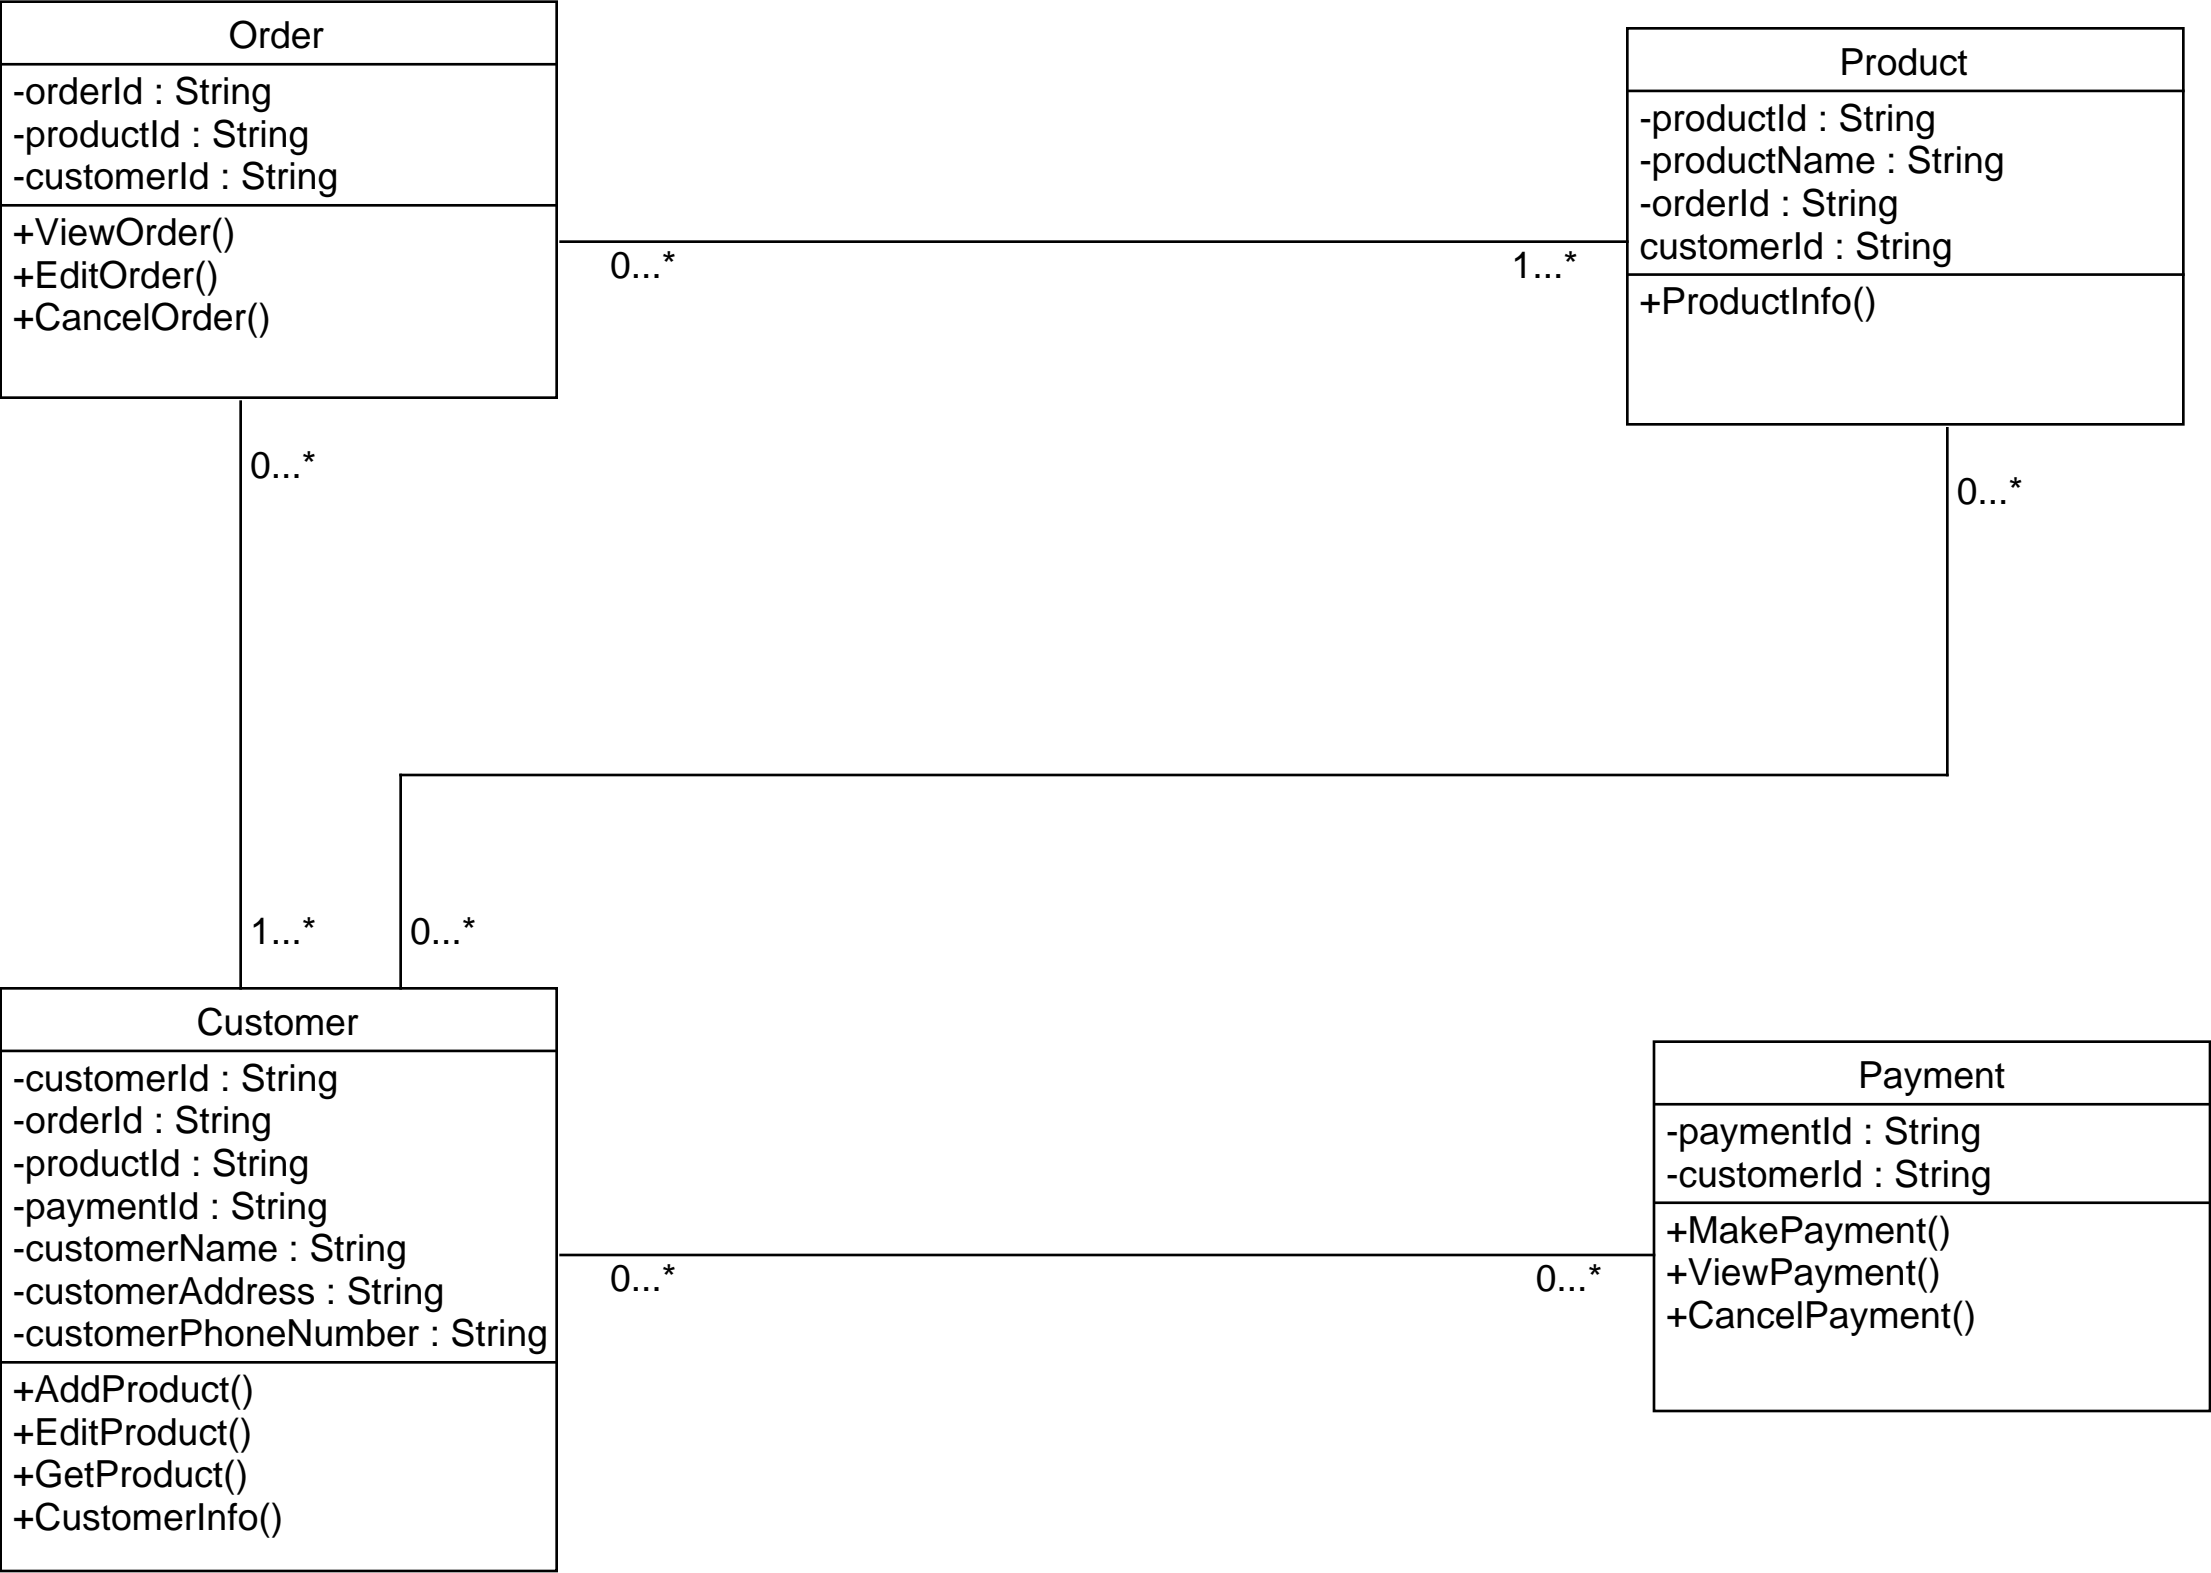 Order
-orderId : String
-productId : String
-customerId : String
+ViewOrder()
+EditOrder()
+CancelOrder()
Product
-productId : String
-productName : String
-orderId : String
customerId : String
+ProductInfo()
0...*
1...*
0...*
0...*
1...*
0...*
Customer
-customerId : String
-orderId : String
-productId : String
-paymentId : String
-customerName : String
-customerAddress : String
-customerPhoneNumber : String
+AddProduct()
+EditProduct()
+GetProduct()
+CustomerInfo()
0...*
0...*
Payment
-paymentId : String
-customerId : String
+MakePayment()
+ViewPayment()
+CancelPayment()